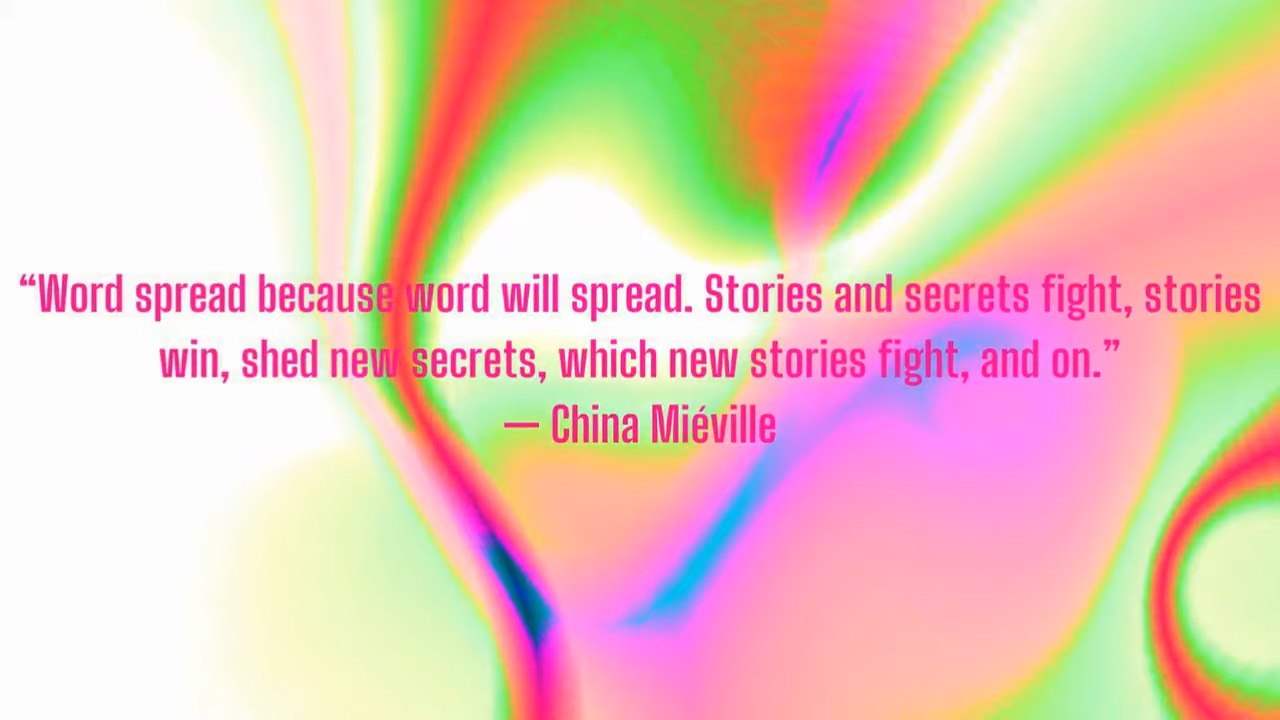 “Word spread because word will spread. Stories and secrets fight, stories
win, shed new secrets, which new stories fight, and on.”
— China Miéville